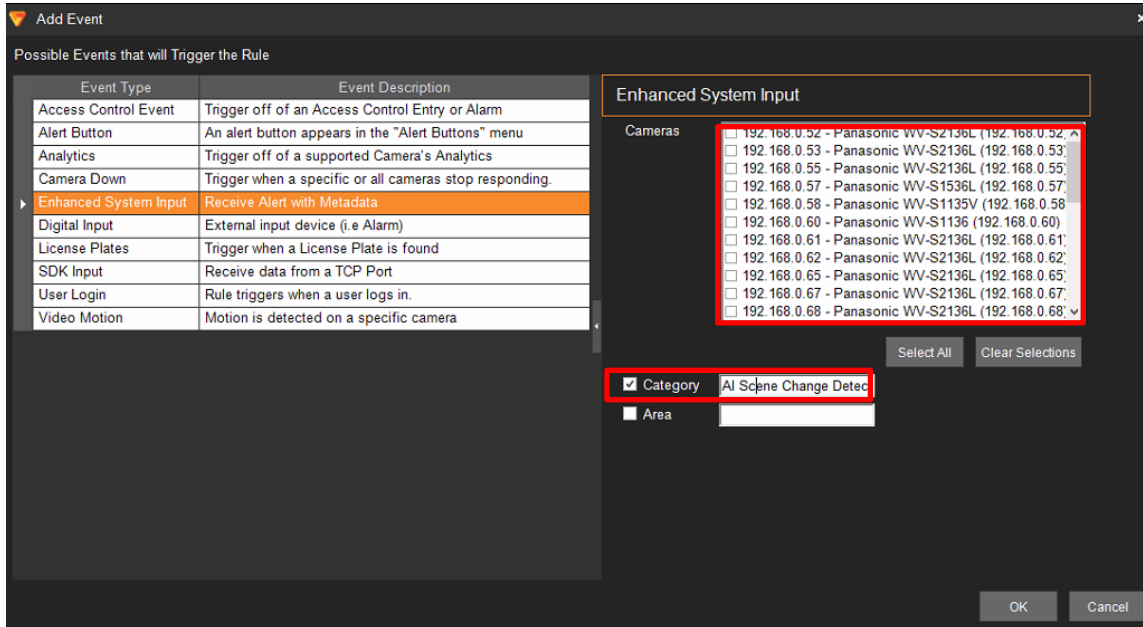 Add Event
Possible Events that will Trigger the Rule
Event Type Event Description
Access Control Event Trigger off of an Access Control Entry or Alarm
Alert Button An alert button appears in the "Alert Buttons" menu
Analytics Trigger off of a supported Camera's Analytics
Camera Down Trigger when a specific or all cameras stop responding.
Enhanced System Input Receive Alert with Metadata
Digital Input External input device (i.e Alarm)
License Plates Trigger when a License Plate is found
SDK Input Receive data from a TCP Port
User Login Rule triggers when a user logs in.
Video Motion Motion is detected on a specific camera
Enhanced System Input
Cameras
192.168.0.52 - Panasonic WV-S2136L (192.168.0.52)
192.168.0.53 - Panasonic WV-S2136L (192.168.0.53)
192.168.0.55 - Panasonic WV-S2136L (192.168.0.55)
192.168.0.57 - Panasonic WV-S1536L (192.168.0.57)
192.168.0.58 - Panasonic WV-S1135V (192.168.0.58
192.168.0.60 - Panasonic WV-S1136 (192.168.0.60)
192.168.0.61 - Panasonic WV-S2136L (192.168.0.61)
192.168.0.62 - Panasonic WV-S2136L (192.168.0.62)
192.168.0.65 - Panasonic WV-S2136L (192.168.0.65)
192.168.0.67 - Panasonic WV-S2136L (192.168.0.67)
192.168.0.68 - Panasonic WV-S2136L (192.168.0.68)
Select All Clear Selections
Category AI Scene Change Detec
Area
OK Cancel